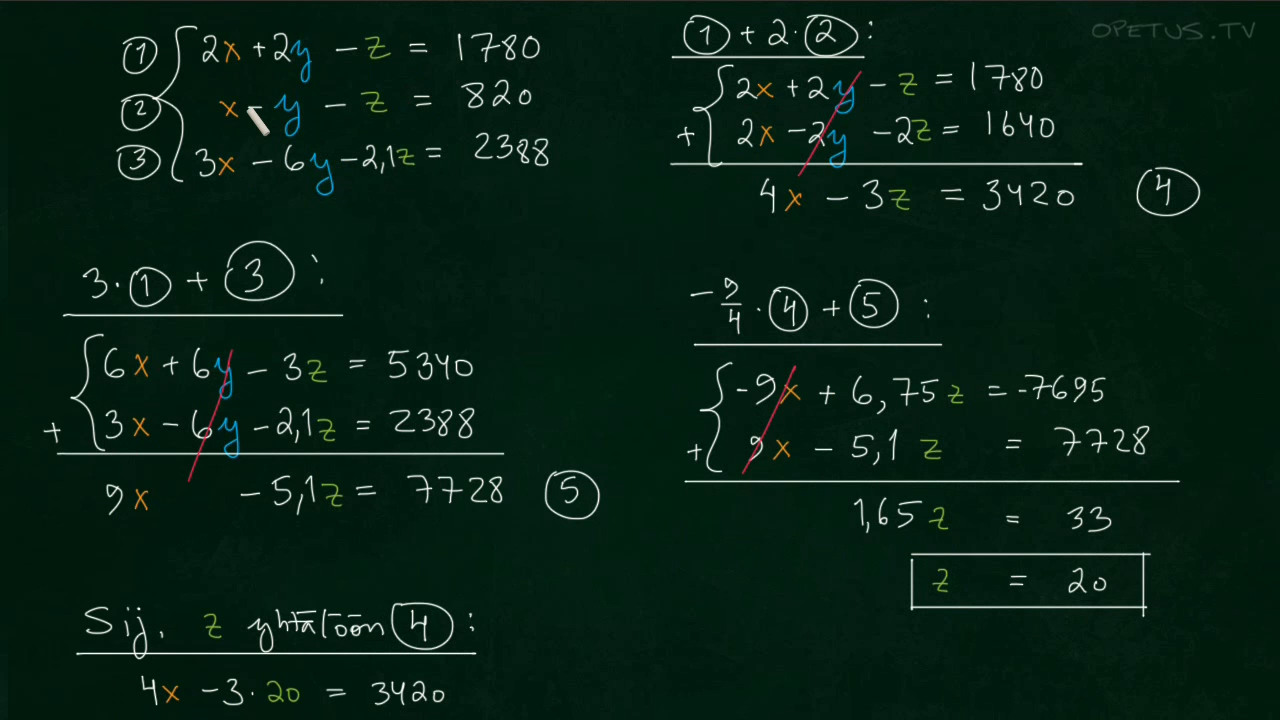 OPETUS.TV
① 2x + 2y - z = 1780
② x - y - z = 820
③ 3x - 6y - 2,1z = 2388
① + 2·② :
2x + 2y - z = 1780
+ 2x - 2y - 2z = 1640
4x - 3z = 3420 ④
3·① + ③ :
6x + 6y - 3z = 5340
+ 3x - 6y - 2,1z = 2388
9x - 5,1z = 7728 ⑤
-9/4 · ④ + ⑤ :
-9x + 6,75z = -7695
+ 9x - 5,1z = 7728
1,65z = 33
z = 20
Sij. z yhtälöön ④ :
4x - 3·20 = 3420